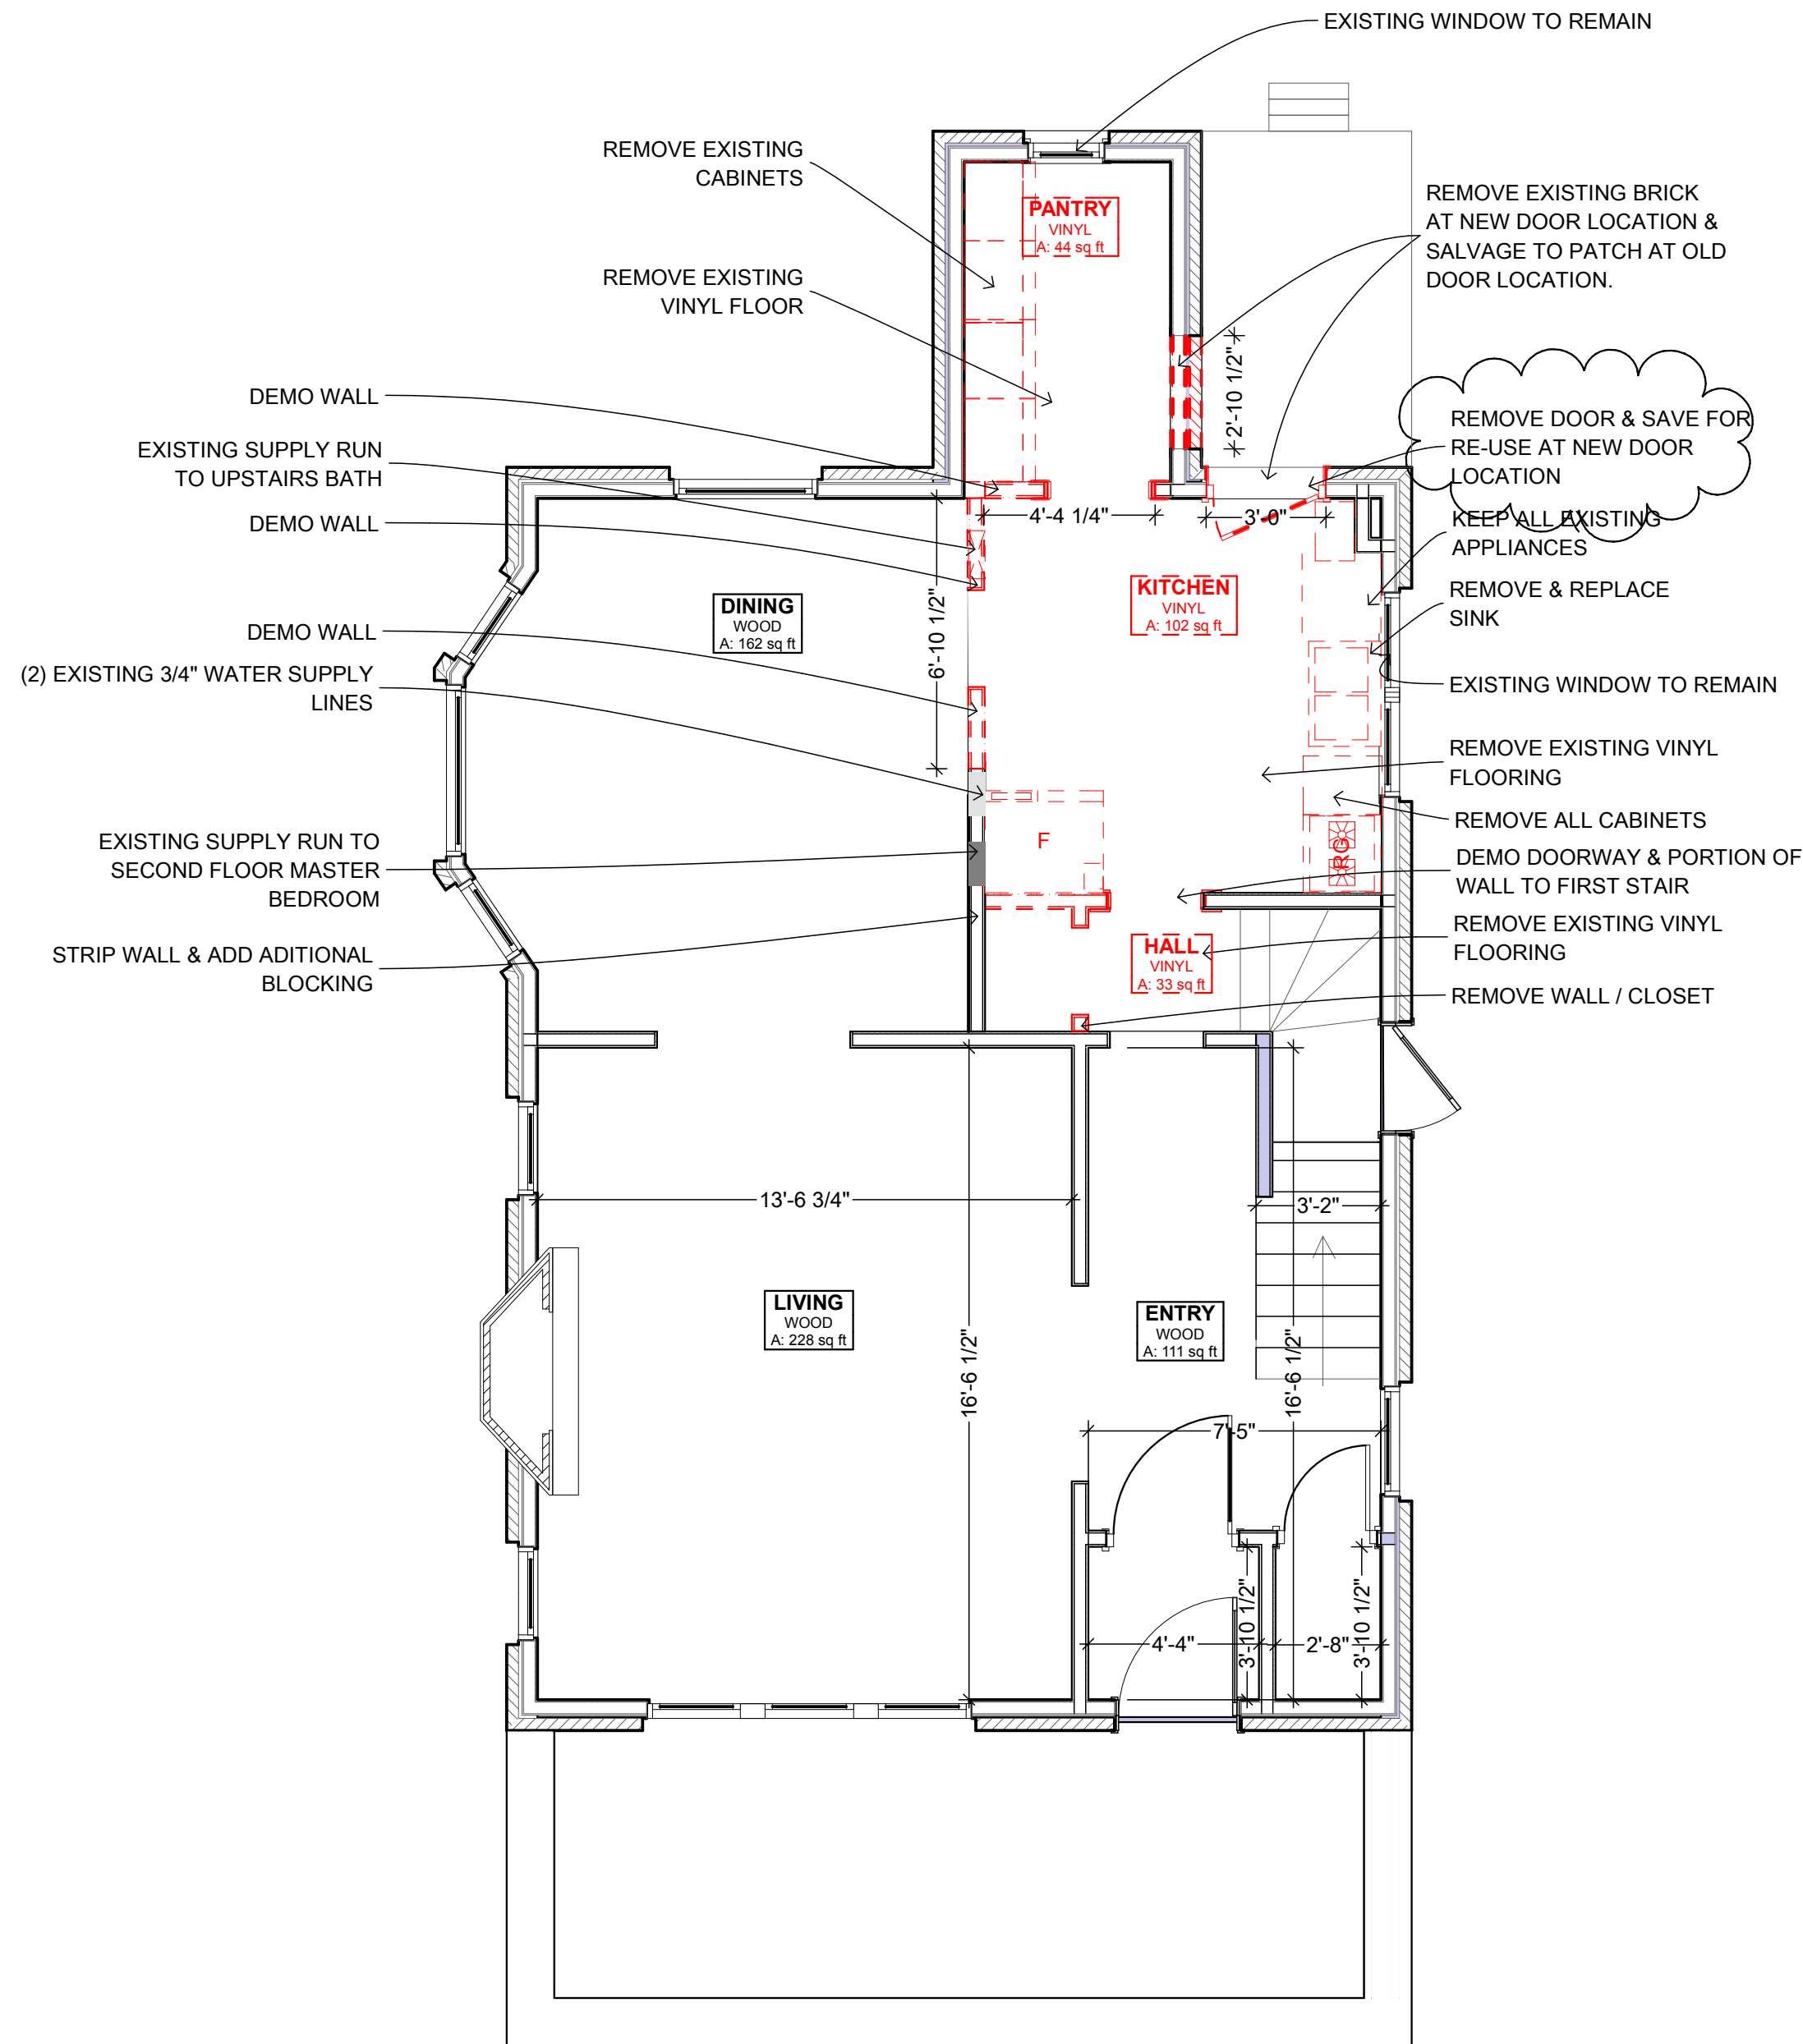 EXISTING WINDOW TO REMAIN
REMOVE EXISTING
CABINETS
REMOVE EXISTING
VINYL FLOOR
PANTRY
VINYL
A: 44 sq ft
REMOVE EXISTING BRICK
AT NEW DOOR LOCATION &
SALVAGE TO PATCH AT OLD
DOOR LOCATION.
2'-10 1/2"
DEMO WALL
EXISTING SUPPLY RUN
TO UPSTAIRS BATH
DEMO WALL
DEMO WALL
(2) EXISTING 3/4" WATER SUPPLY
LINES
EXISTING SUPPLY RUN TO
SECOND FLOOR MASTER
BEDROOM
STRIP WALL & ADD ADITIONAL
BLOCKING
REMOVE DOOR & SAVE FOR
RE-USE AT NEW DOOR
LOCATION
KEEP ALL EXISTING
APPLIANCES
REMOVE & REPLACE
SINK
EXISTING WINDOW TO REMAIN
REMOVE EXISTING VINYL
FLOORING
REMOVE ALL CABINETS
DEMO DOORWAY & PORTION OF
WALL TO FIRST STAIR
REMOVE EXISTING VINYL
FLOORING
REMOVE WALL / CLOSET
4'-4 1/4"
3'-0"
6'-10 1/2"
DINING
WOOD
A: 162 sq ft
KITCHEN
VINYL
A: 102 sq ft
F
RG
HALL
VINYL
A: 33 sq ft
13'-6 3/4"
3'-2"
LIVING
WOOD
A: 228 sq ft
ENTRY
WOOD
A: 111 sq ft
16'-6 1/2"
16'-6 1/2"
7'-5"
4'-4"
3'-10 1/2"
2'-8"
3'-10 1/2"